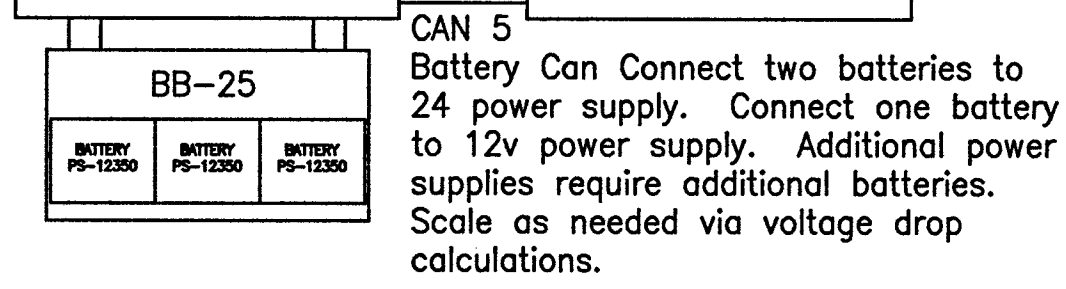 CAN 5
Battery Can Connect two batteries to
24 power supply. Connect one battery
to 12v power supply. Additional power
supplies require additional batteries.
Scale as needed via voltage drop
calculations.
BB-25
BATTERY
PS-12350
BATTERY
PS-12350
BATTERY
PS-12350